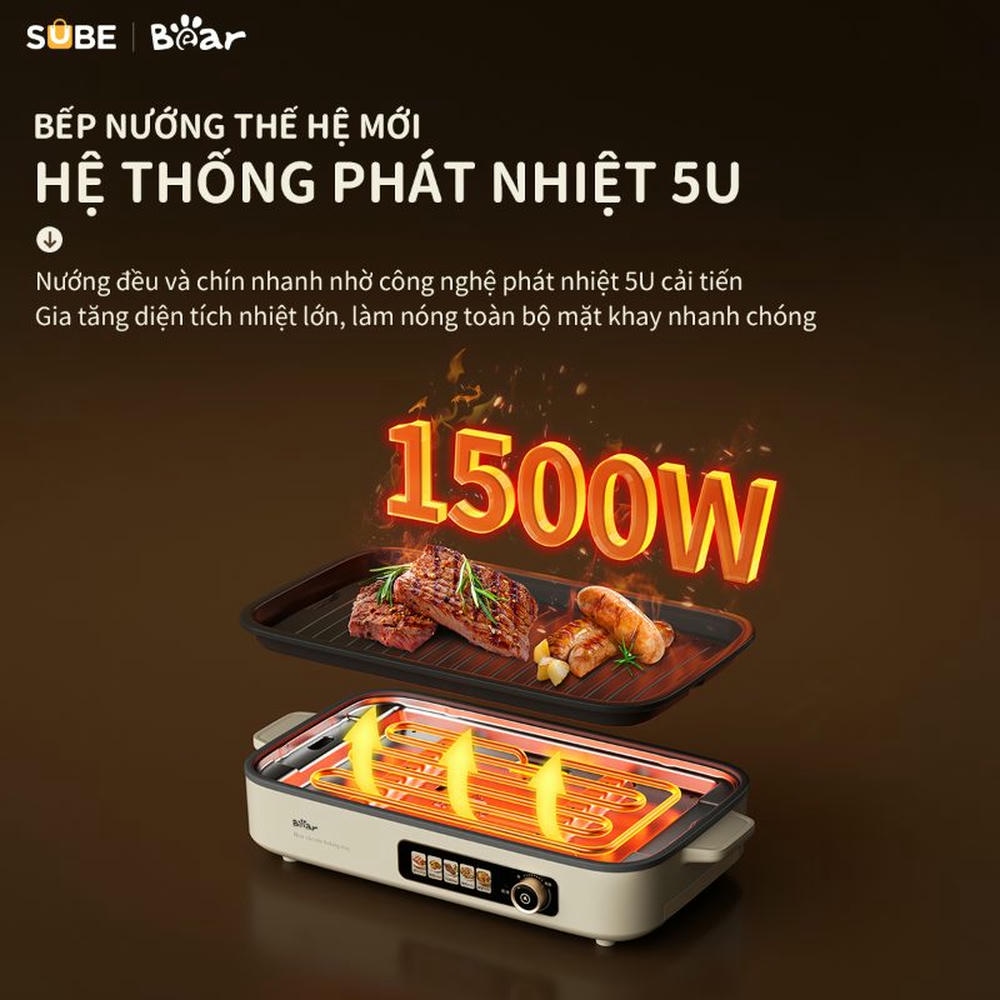 SUBE | Bear
BẾP NƯỚNG THẾ HỆ MỚI
HỆ THỐNG PHÁT NHIỆT 5U
Nướng đều và chín nhanh nhờ công nghệ phát nhiệt 5U cải tiến
Gia tăng diện tích nhiệt lớn, làm nóng toàn bộ mặt khay nhanh chóng
1500W
Bear